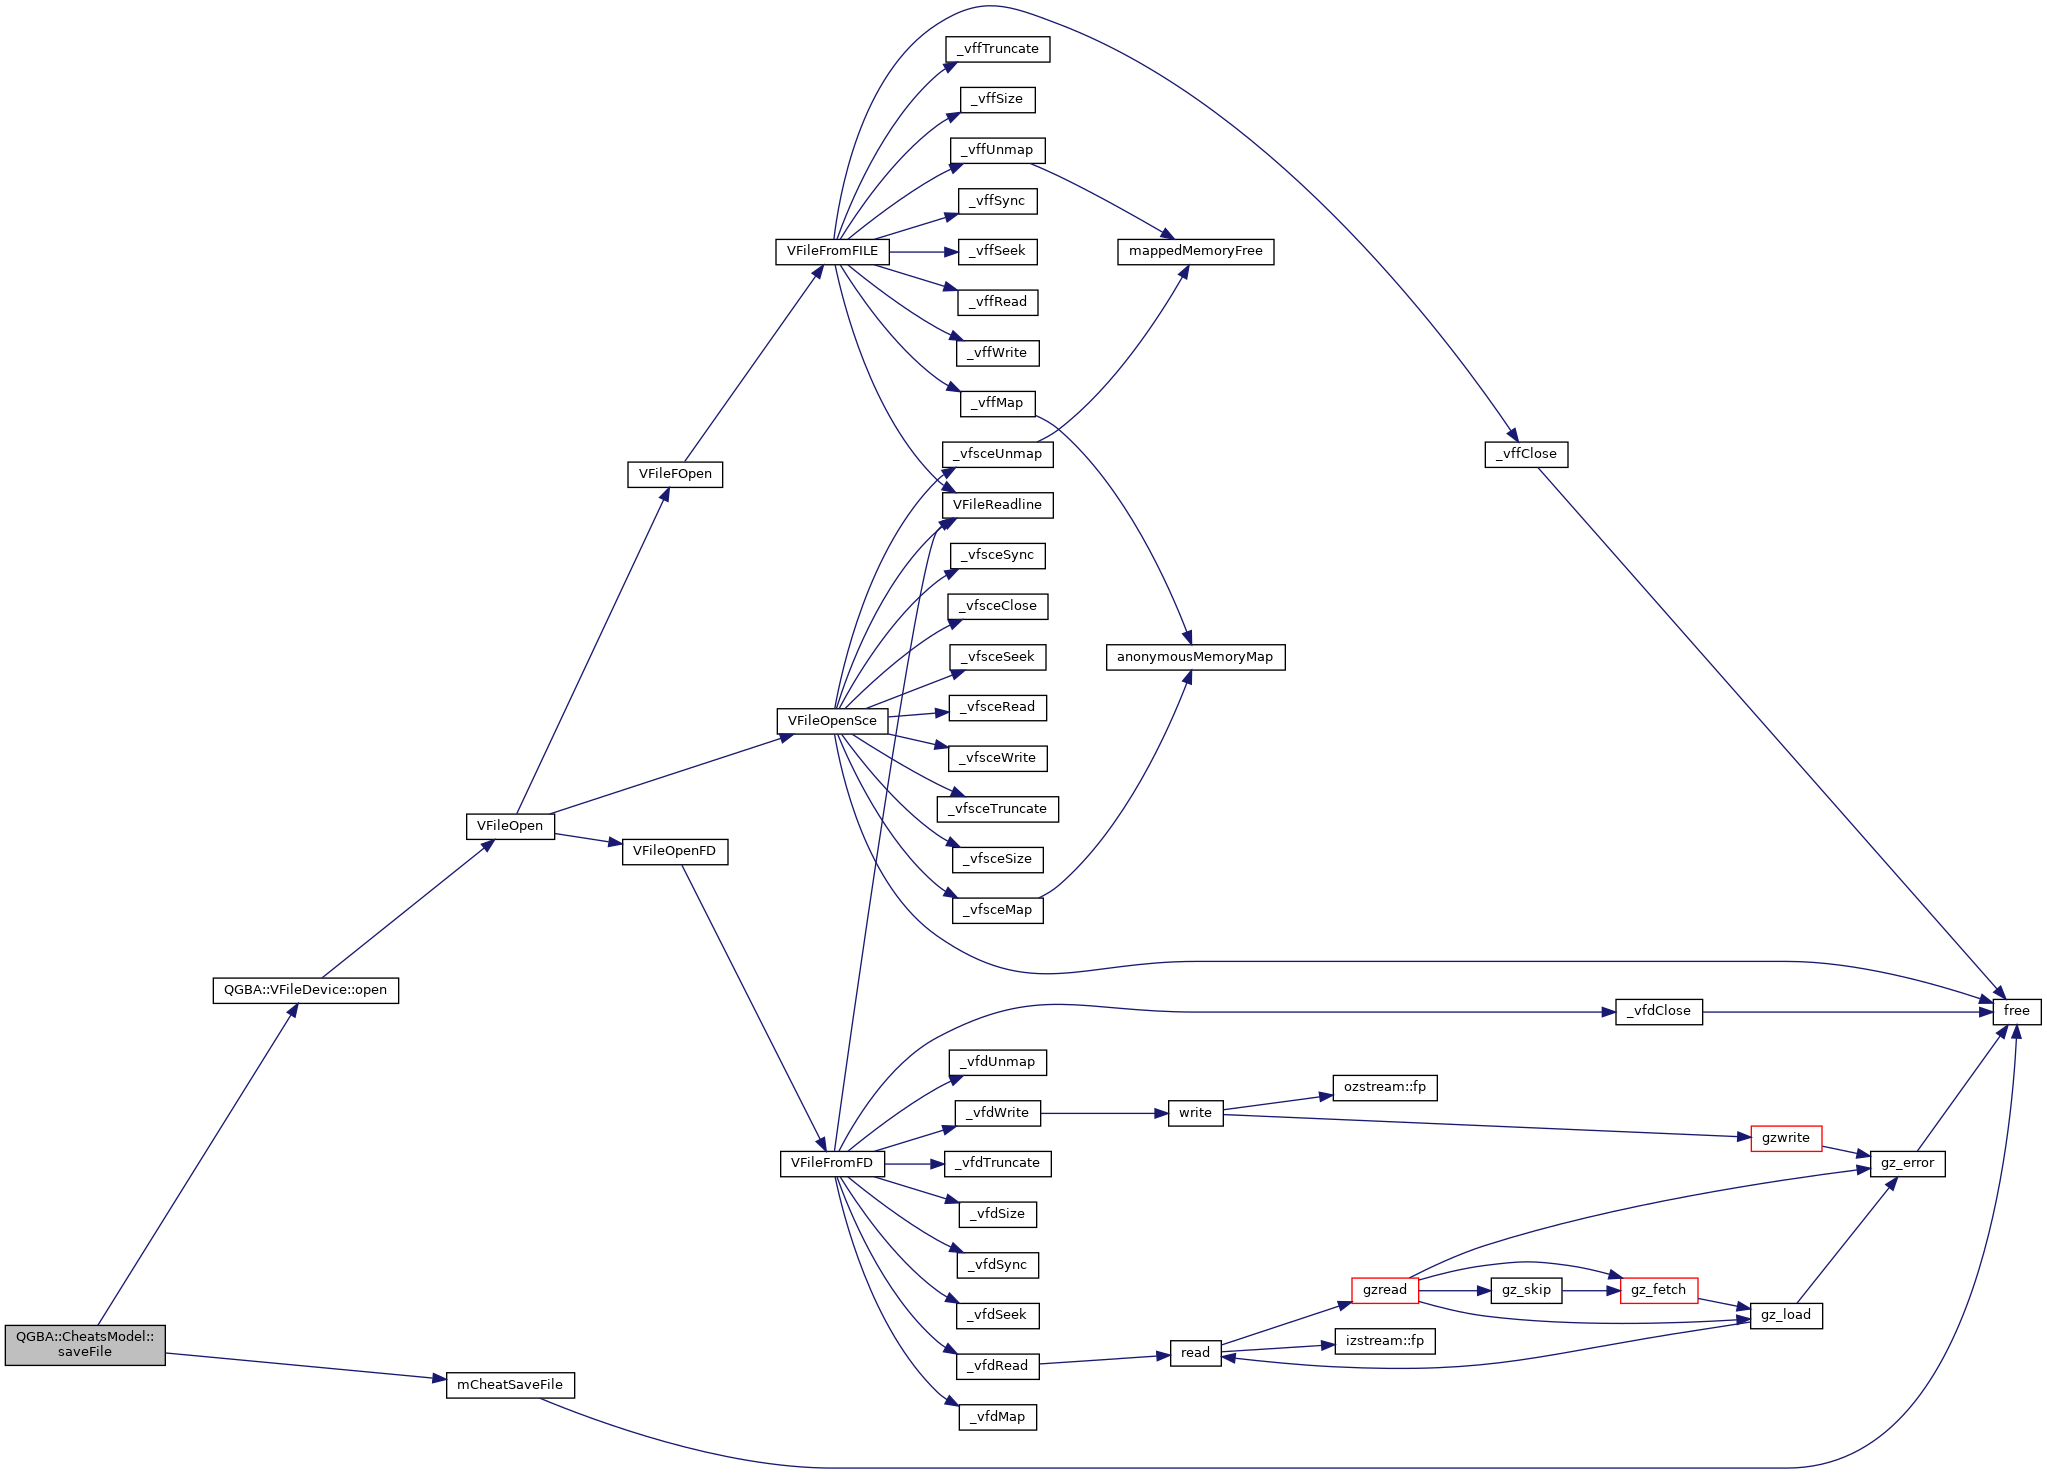 _vffTruncate
_vffSize
_vffUnmap
_vffSync
VFileFromFILE
_vffSeek
mappedMemoryFree
_vffRead
_vffWrite
_vffMap
_vfsceUnmap
_vffClose
VFileFOpen
VFileReadline
_vfsceSync
_vfsceClose
_vfsceSeek
anonymousMemoryMap
_vfsceRead
VFileOpenSce
_vfsceWrite
_vfsceTruncate
VFileOpen
VFileOpenFD
_vfsceSize
_vfsceMap
QGBA::VFileDevice::open
_vfdClose
free
_vfdUnmap
ozstream::fp
_vfdWrite
write
gzwrite
VFileFromFD
_vfdTruncate
gz_error
_vfdSize
_vfdSync
gzread
gz_skip
gz_fetch
_vfdSeek
gz_load
QGBA::CheatsModel::
saveFile
izstream::fp
read
_vfdRead
mCheatSaveFile
_vfdMap